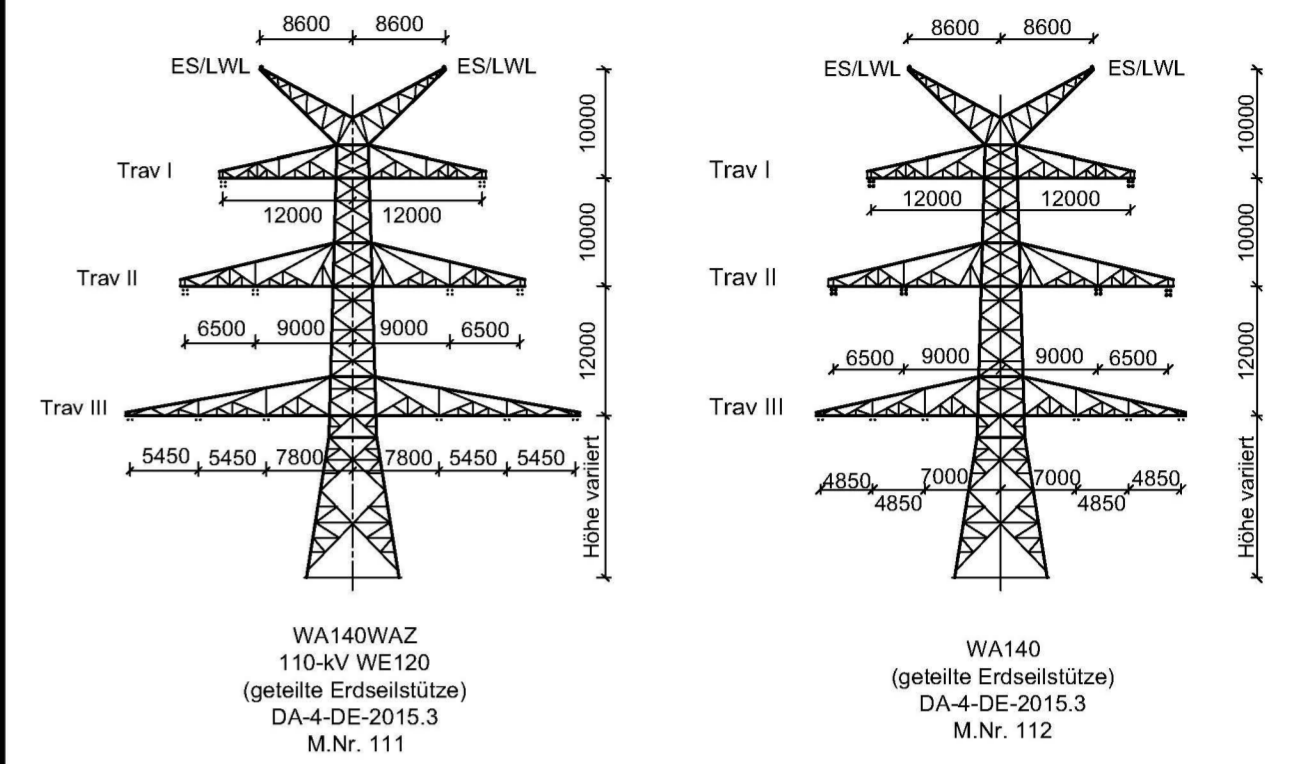 8600 8600
ES/LWL ES/LWL
10000
Trav I
12000 12000
10000
Trav II
6500 9000 9000 6500
12000
Trav III
5450 5450 7800 7800 5450 5450
Höhe variiert
WA140WAZ
110-kV WE120
(geteilte Erdseilstütze)
DA-4-DE-2015.3
M.Nr. 111
8600 8600
ES/LWL ES/LWL
10000
Trav I
12000 12000
10000
Trav II
6500 9000 9000 6500
12000
Trav III
4850 4850 7000 7000 4850 4850
Höhe variiert
WA140
(geteilte Erdseilstütze)
DA-4-DE-2015.3
M.Nr. 112